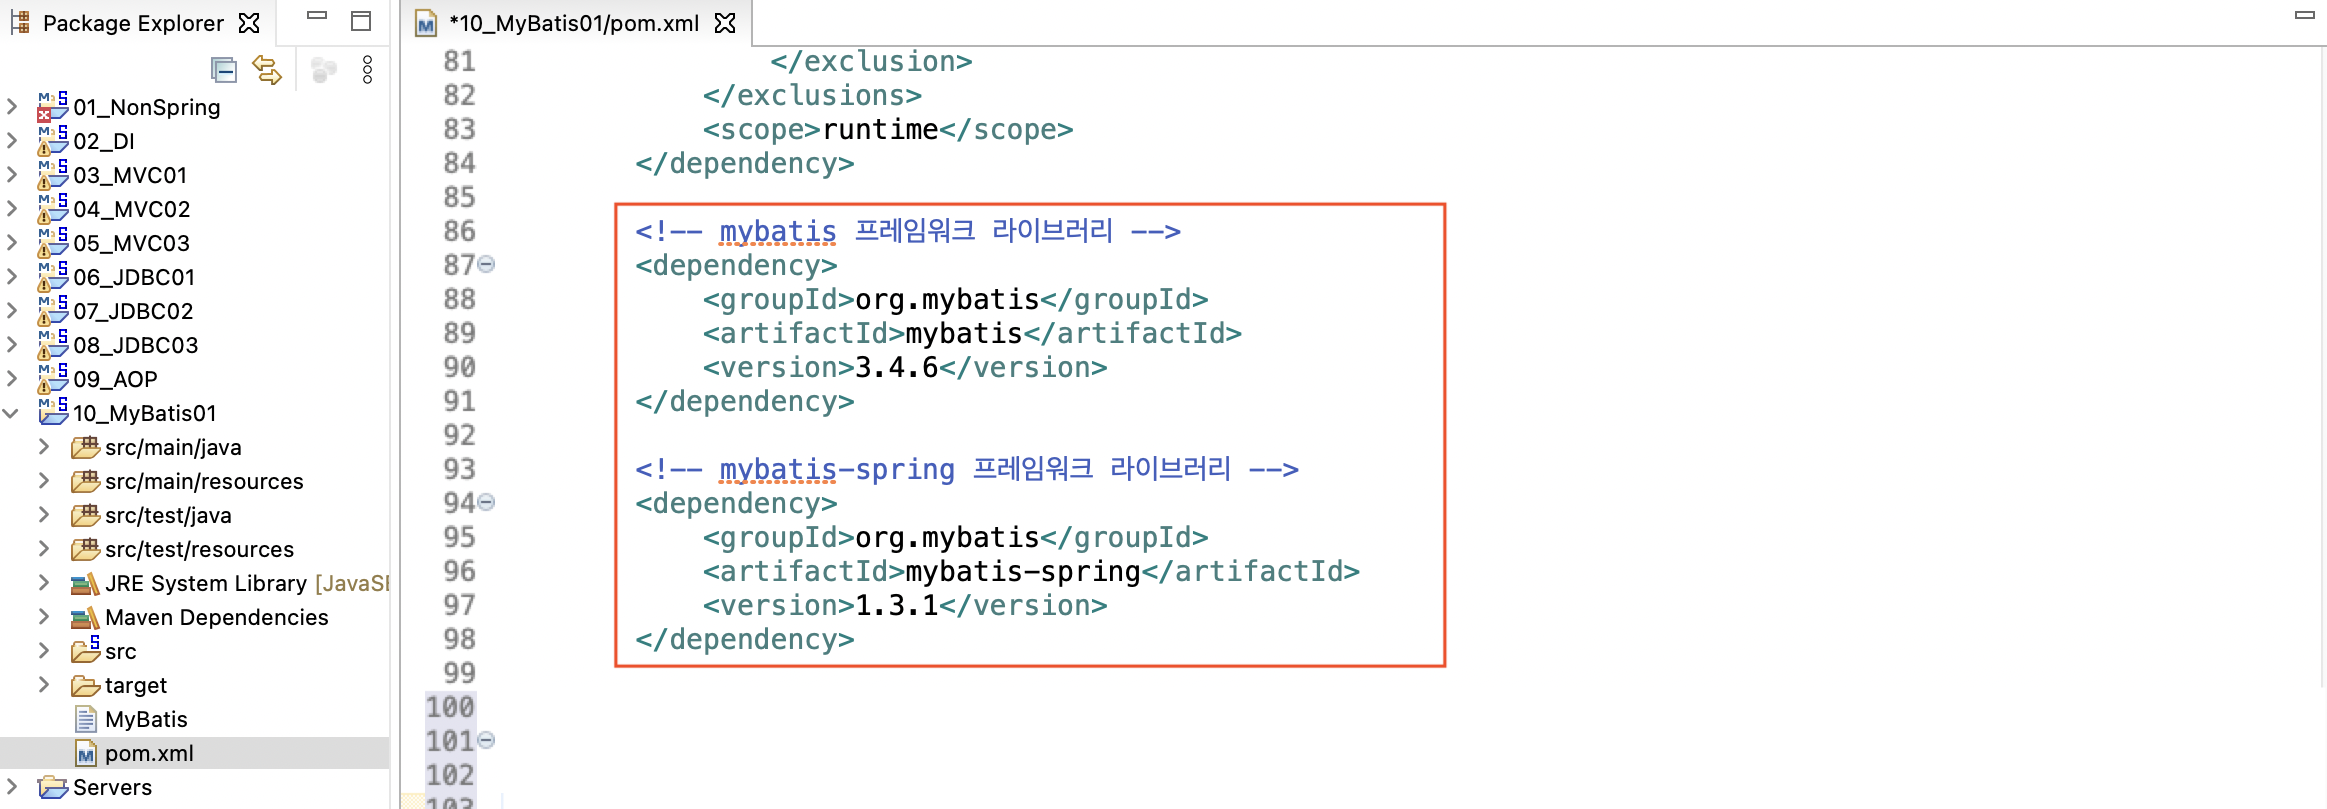 Package Explorer
01_NonSpring
02_DI
03_MVC01
04_MVC02
05_MVC03
06_JDBC01
07_JDBC02
08_JDBC03
09_AOP
10_MyBatis01
src/main/java
src/main/resources
src/test/java
src/test/resources
JRE System Library [JavaSE
Maven Dependencies
src
target
MyBatis
pom.xml
Servers
*10_MyBatis01/pom.xml
81 </exclusion>
82 </exclusions>
83 <scope>runtime</scope>
84 </dependency>
85
86 <!-- mybatis 프레임워크 라이브러리 -->
87 <dependency>
88 <groupId>org.mybatis</groupId>
89 <artifactId>mybatis</artifactId>
90 <version>3.4.6</version>
91 </dependency>
92
93 <!-- mybatis-spring 프레임워크 라이브러리 -->
94 <dependency>
95 <groupId>org.mybatis</groupId>
96 <artifactId>mybatis-spring</artifactId>
97 <version>1.3.1</version>
98 </dependency>
99
100
101
102
103